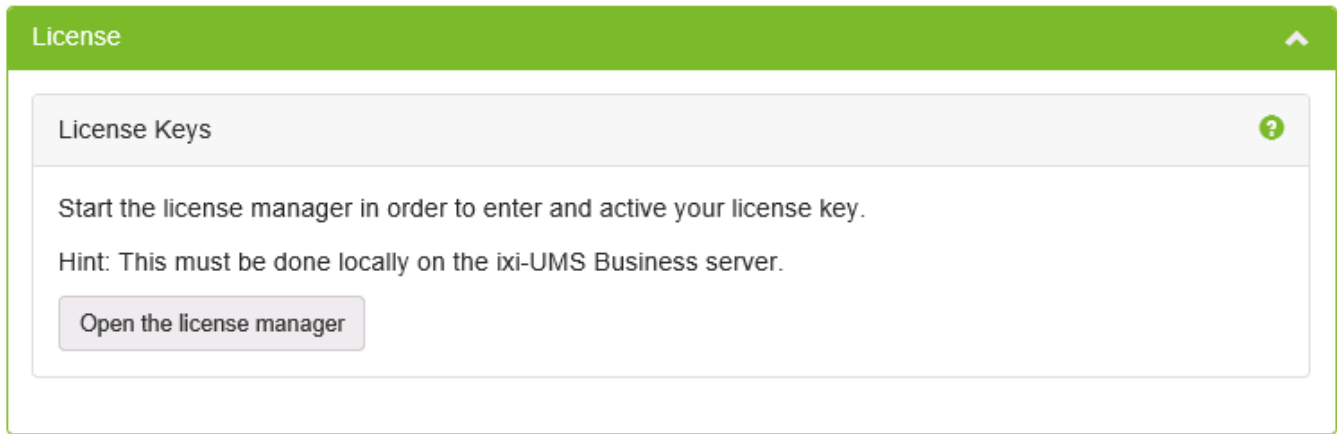 License
License Keys
Start the license manager in order to enter and active your license key.
Hint: This must be done locally on the ixi-UMS Business server.
Open the license manager